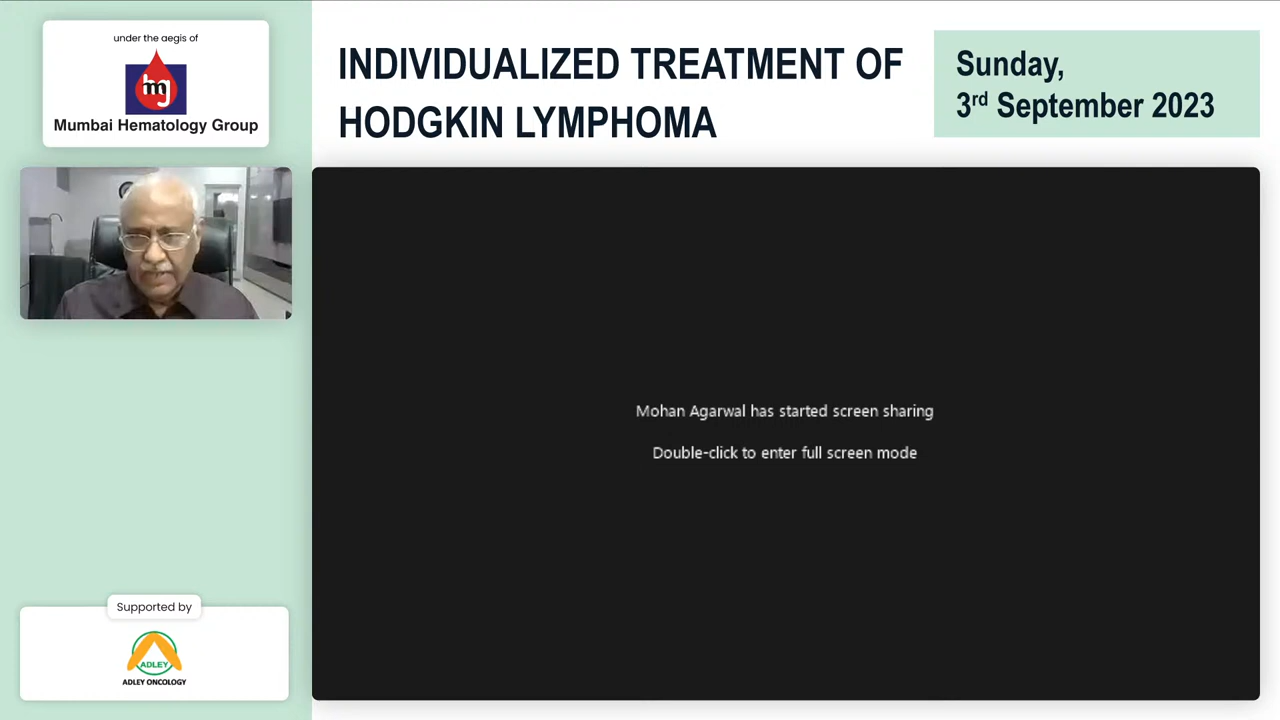 under the aegis of
mg
Mumbai Hematology Group
INDIVIDUALIZED TREATMENT OF
HODGKIN LYMPHOMA
Sunday,
3rd September 2023
Mohan Agarwal has started screen sharing
Double-click to enter full screen mode
Supported by
ADLEY
ADLEY ONCOLOGY